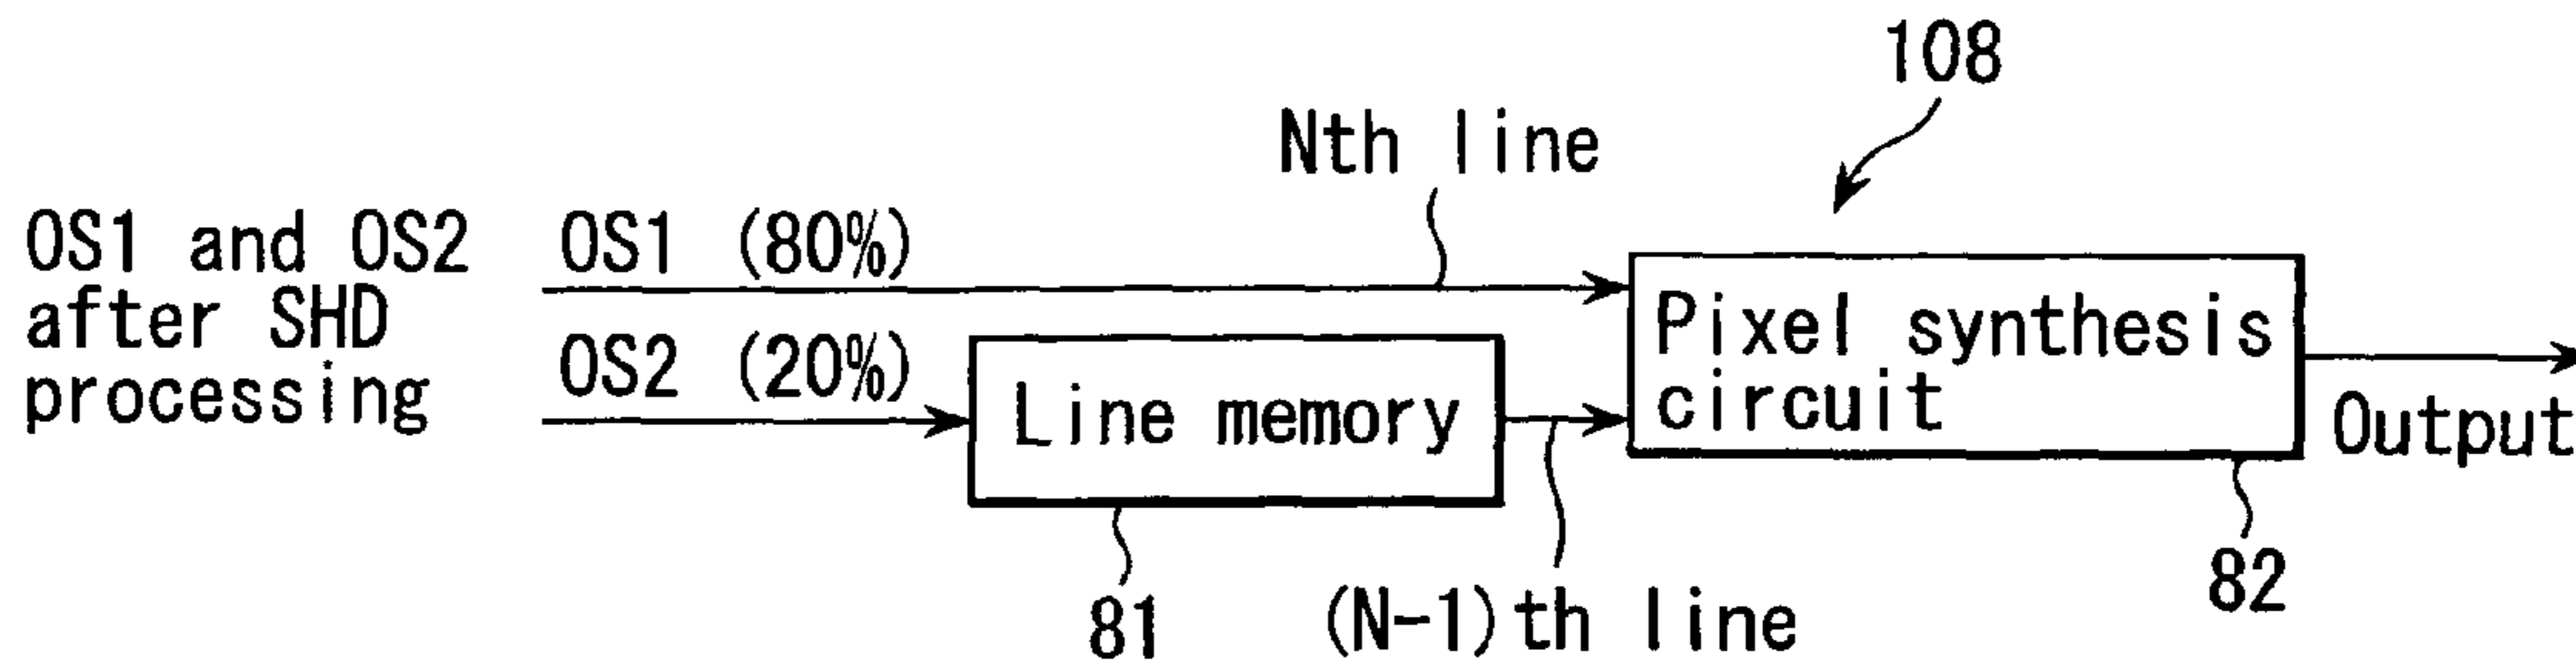 108
Nth line
OS1 and OS2
after SHD
processing
OS1 (80%)
OS2 (20%)
Line memory
Pixel synthesis
circuit
Output
81
(N-1)th line
82